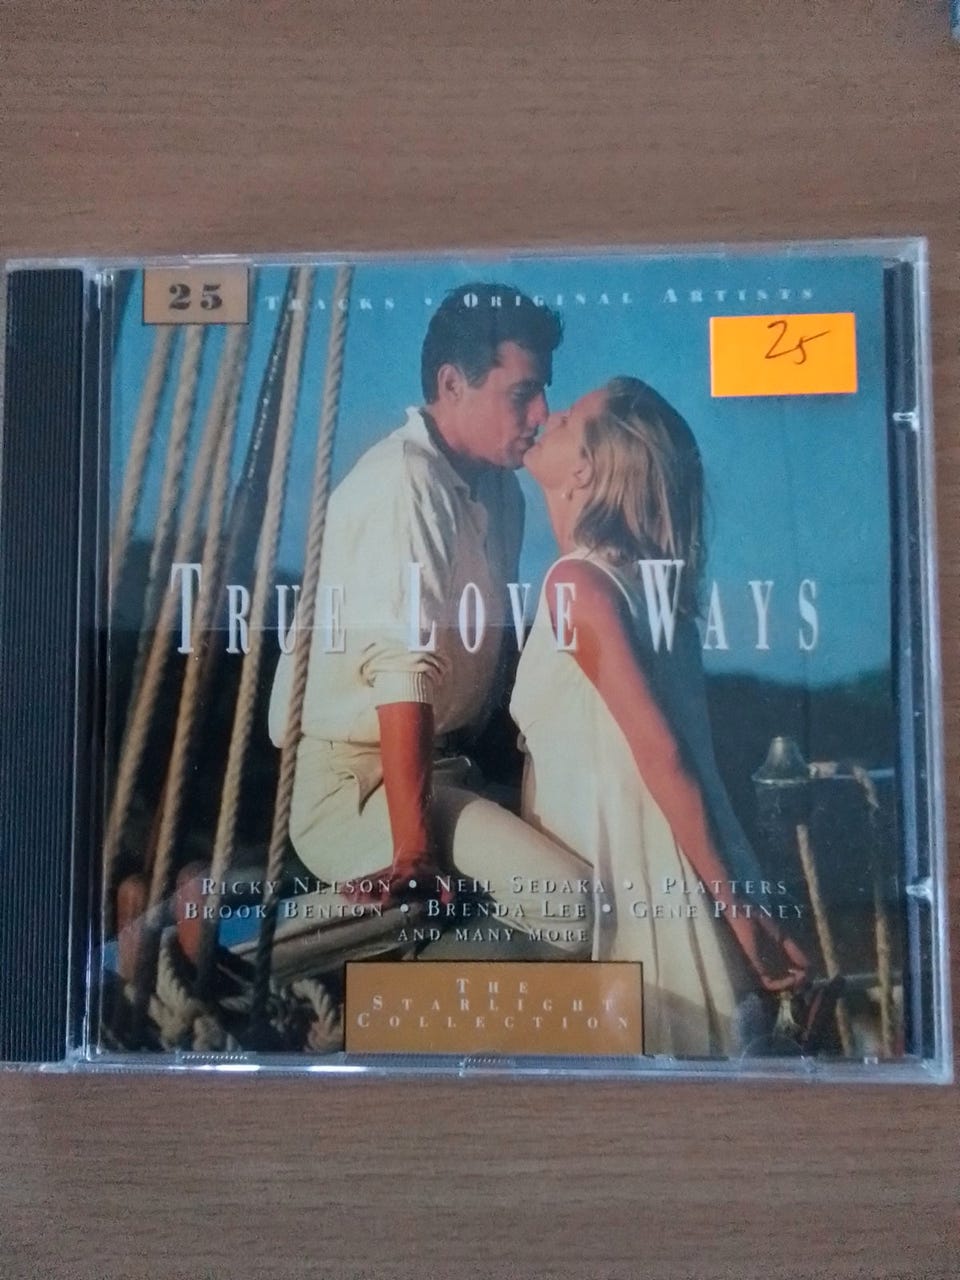 25 TRACKS • ORIGINAL ARTISTS
25
TRUE LOVE WAYS
RICKY NELSON • NEIL SEDAKA • PLATTERS
BROOK BENTON • BRENDA LEE • GENE PITNEY
AND MANY MORE
THE
STARLIGHT
COLLECTION